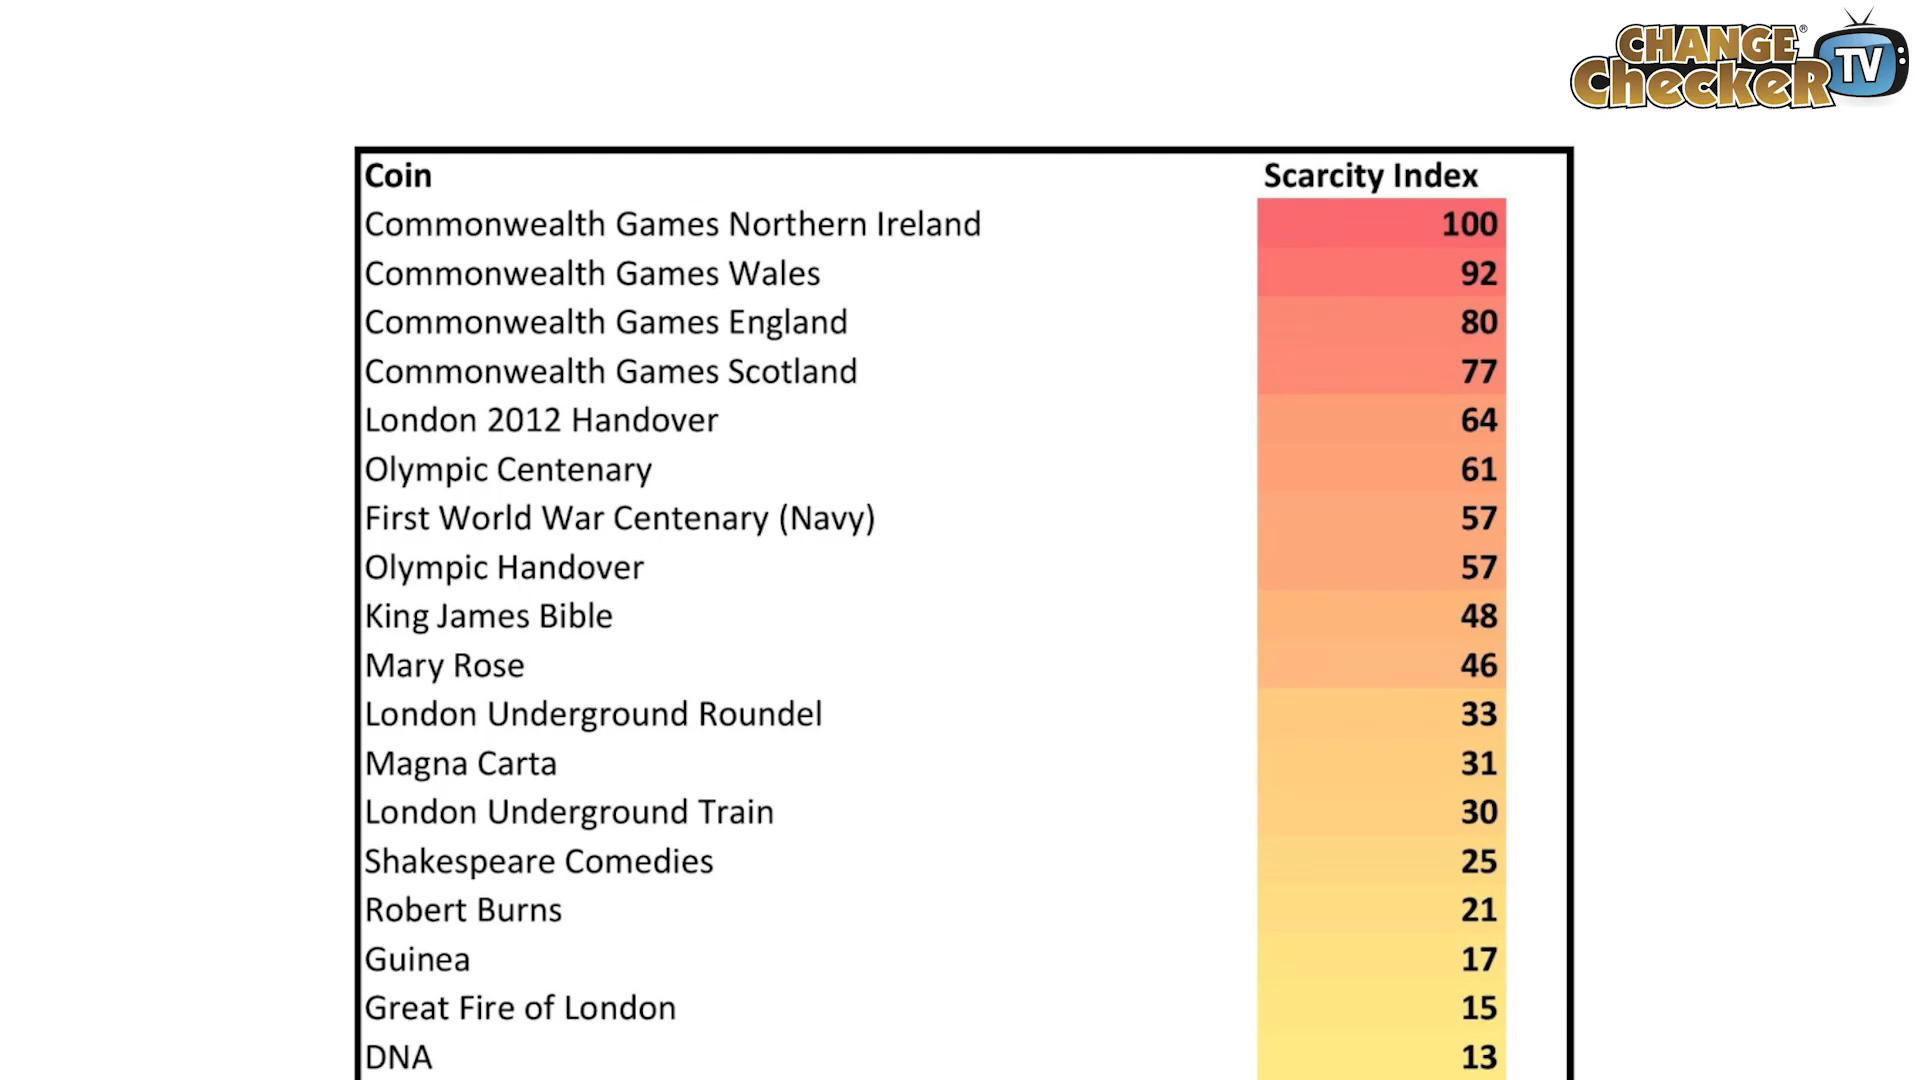 CHANGE
CHecKeR TV
Coin Scarcity Index
Commonwealth Games Northern Ireland 100
Commonwealth Games Wales 92
Commonwealth Games England 80
Commonwealth Games Scotland 77
London 2012 Handover 64
Olympic Centenary 61
First World War Centenary (Navy) 57
Olympic Handover 57
King James Bible 48
Mary Rose 46
London Underground Roundel 33
Magna Carta 31
London Underground Train 30
Shakespeare Comedies 25
Robert Burns 21
Guinea 17
Great Fire of London 15
DNA 13